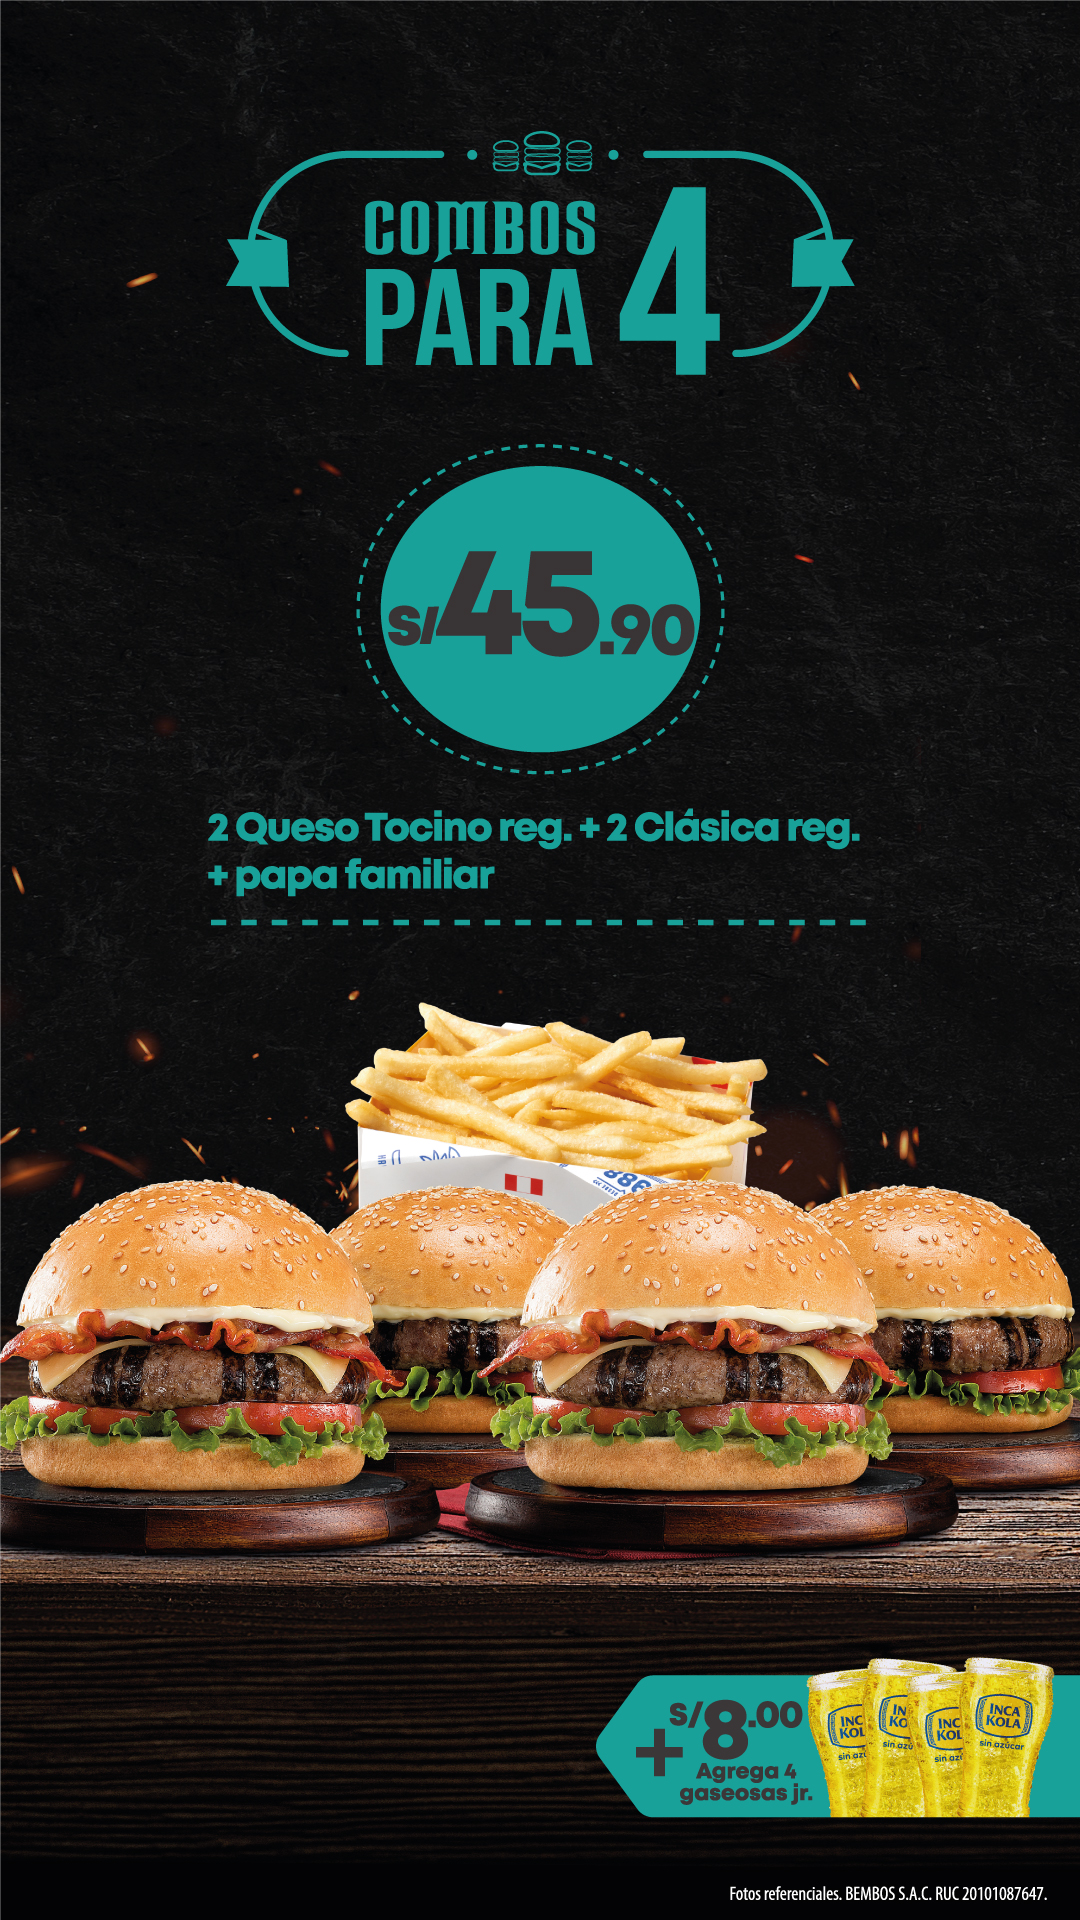 COMBOS
PARA 4
S/45.90
2 Queso Tocino reg. + 2 Clásica reg.
+ papa familiar
+ S/8.00
Agrega 4
gaseosas jr.
INCA
KOLA
sin azúcar
Fotos referenciales. BEMBOS S.A.C. RUC 20101087647.